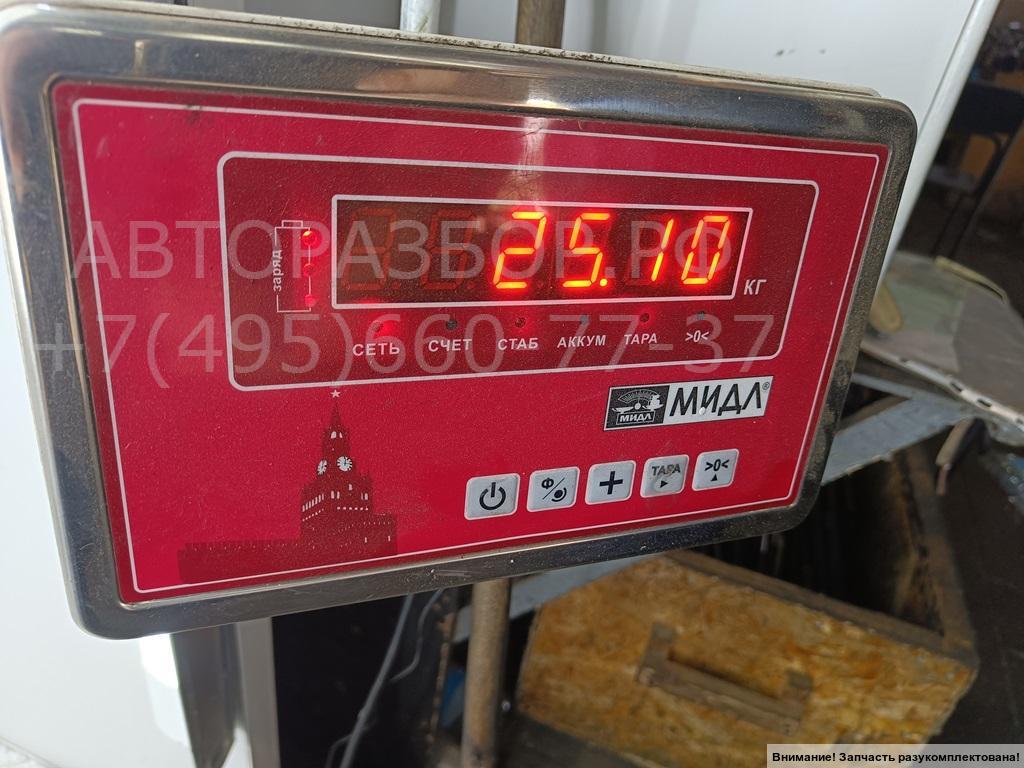 25.10
КГ
заряд
СЕТЬ СЧЕТ СТАБ АККУМ ТАРА >0<
АВТОРАЗБОР.РФ
+7(495)660-77-37
МИДЛ МИДЛ®
Ф/ + ТАРА >0<
Внимание! Запчасть разукомплектована!